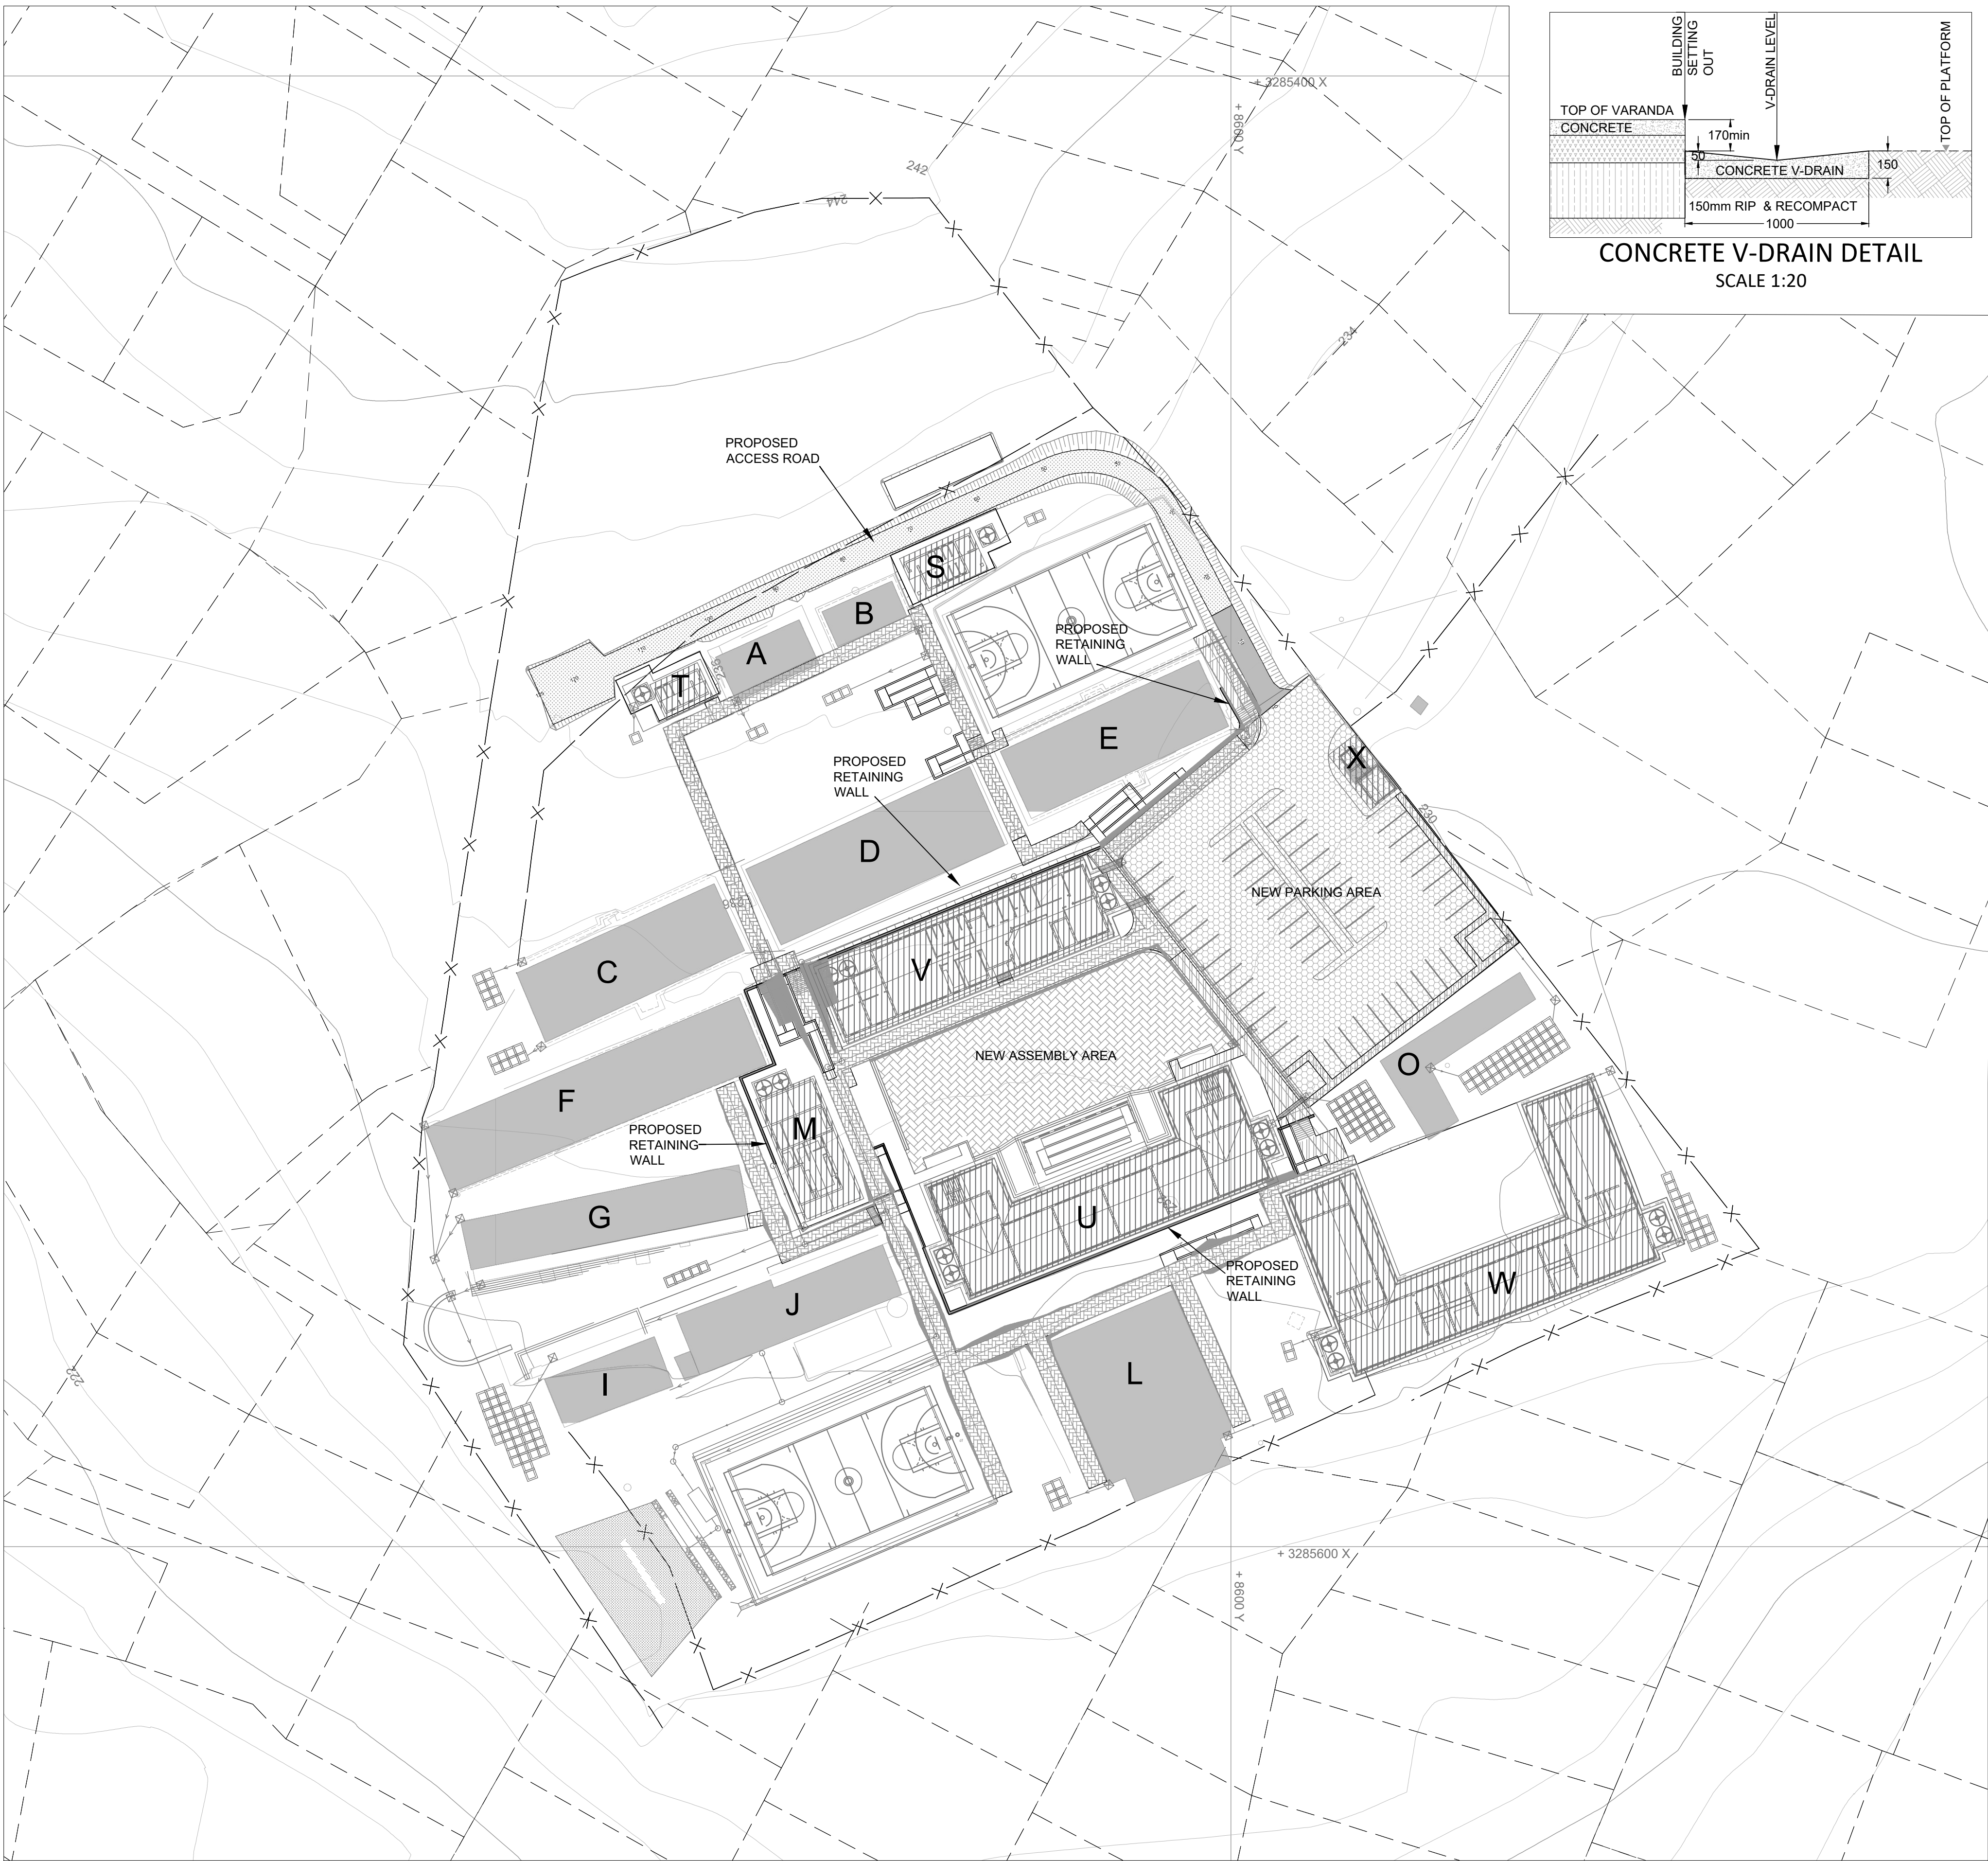 BUILDING
SETTING
OUT
V-DRAIN LEVEL
TOP OF PLATFORM
TOP OF VARANDA
CONCRETE
170min
50
CONCRETE V-DRAIN
150
150mm RIP & RECOMPACT
1000
CONCRETE V-DRAIN DETAIL
SCALE 1:20
+ 3285400 X
+ 8600 Y
242
244
234
PROPOSED
ACCESS ROAD
S
B
A
T
236
PROPOSED
RETAINING
WALL
E
X
230
PROPOSED
RETAINING
WALL
D
NEW PARKING AREA
C
V
NEW ASSEMBLY AREA
O
F
M
PROPOSED
RETAINING
WALL
G
U
W
PROPOSED
RETAINING
WALL
J
I
L
222
+ 3285600 X
+ 8600 Y